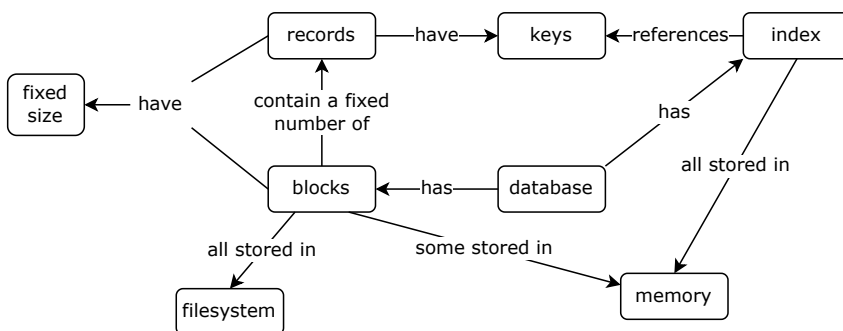 records
have
keys
references
index
fixed
size
have
contain a fixed
number of
has
blocks
has
database
all stored in
all stored in
some stored in
filesystem
memory